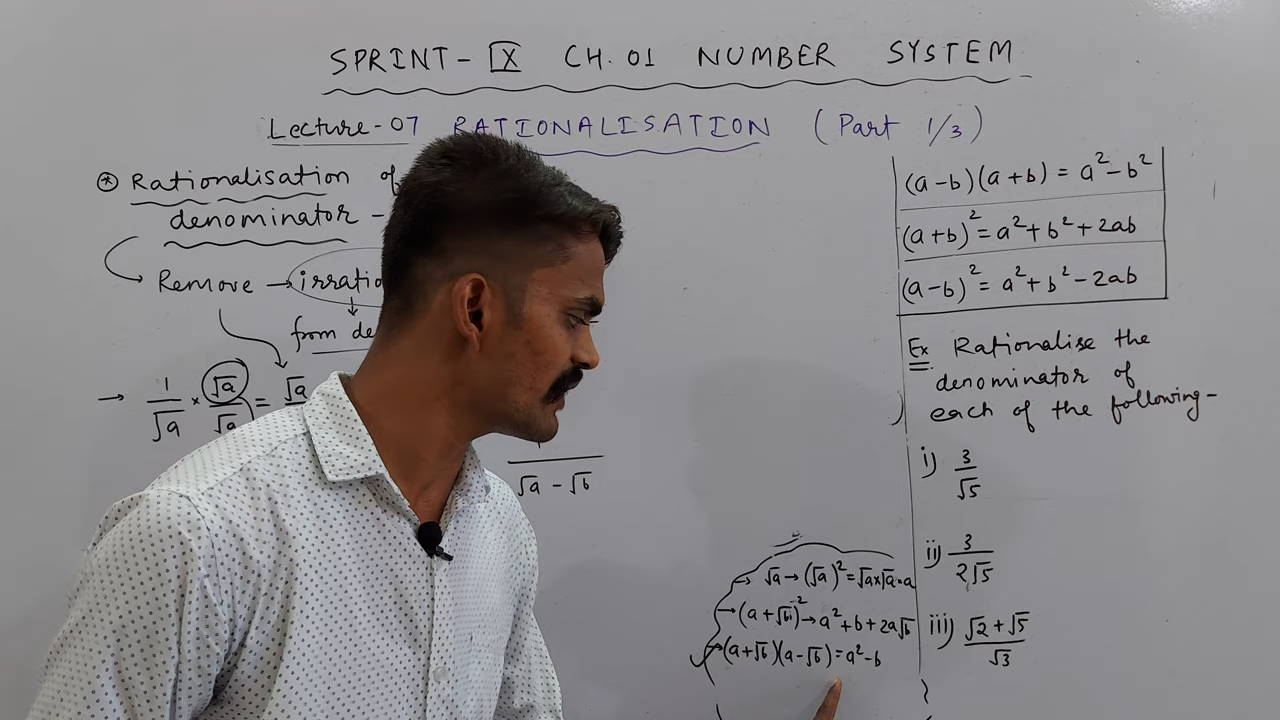 SPRINT- IX CH. 01 NUMBER SYSTEM
Lecture-07 RATIONALISATION (Part 1/3)
⊛ Rationalisation of
denominator -
Remove →
from
→ 1/√a × √a/√a = √a
√a - √b
(a-b)(a+b) = a²-b²
(a+b)² = a²+b²+2ab
(a-b)² = a²+b²-2ab
Ex Rationalise the
denominator of
each of the following-
i) 3/√5
ii) 3/2√5
iii) √2+√5/√3
→ √a → (√a)² = √a×√a = a
→ (a+√b)² → a²+b+2a√b
→ (a+√b)(a-√b) = a²-b